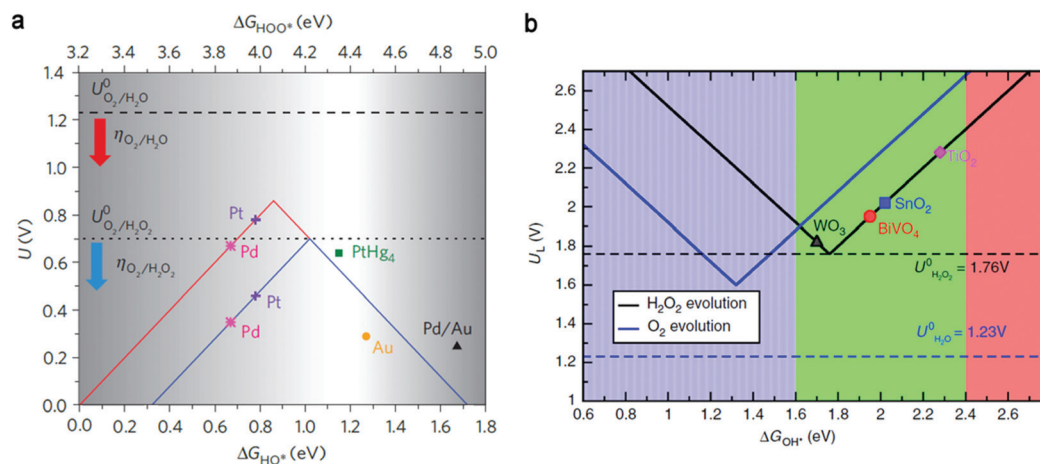 a
ΔG_HOO* (eV)
3.2 3.4 3.6 3.8 4.0 4.2 4.4 4.6 4.8 5.0
1.4
1.2
1.0
0.8
0.6
0.4
0.2
0.0
U (V)
U⁰_O₂/H₂O
η_O₂/H₂O
U⁰_O₂/H₂O₂
η_O₂/H₂O₂
Pt
Pd
Pt
Pd
PtHg₄
Au
Pd/Au
0.0 0.2 0.4 0.6 0.8 1.0 1.2 1.4 1.6 1.8
ΔG_HO* (eV)
b
2.6
2.4
2.2
2
1.8
1.6
1.4
1.2
1
U_L (V)
TiO₂
SnO₂
BiVO₄
WO₃
U⁰_H₂O₂ = 1.76V
U⁰_H₂O = 1.23V
H₂O₂ evolution
O₂ evolution
0.6 0.8 1 1.2 1.4 1.6 1.8 2 2.2 2.4 2.6
ΔG_OH* (eV)